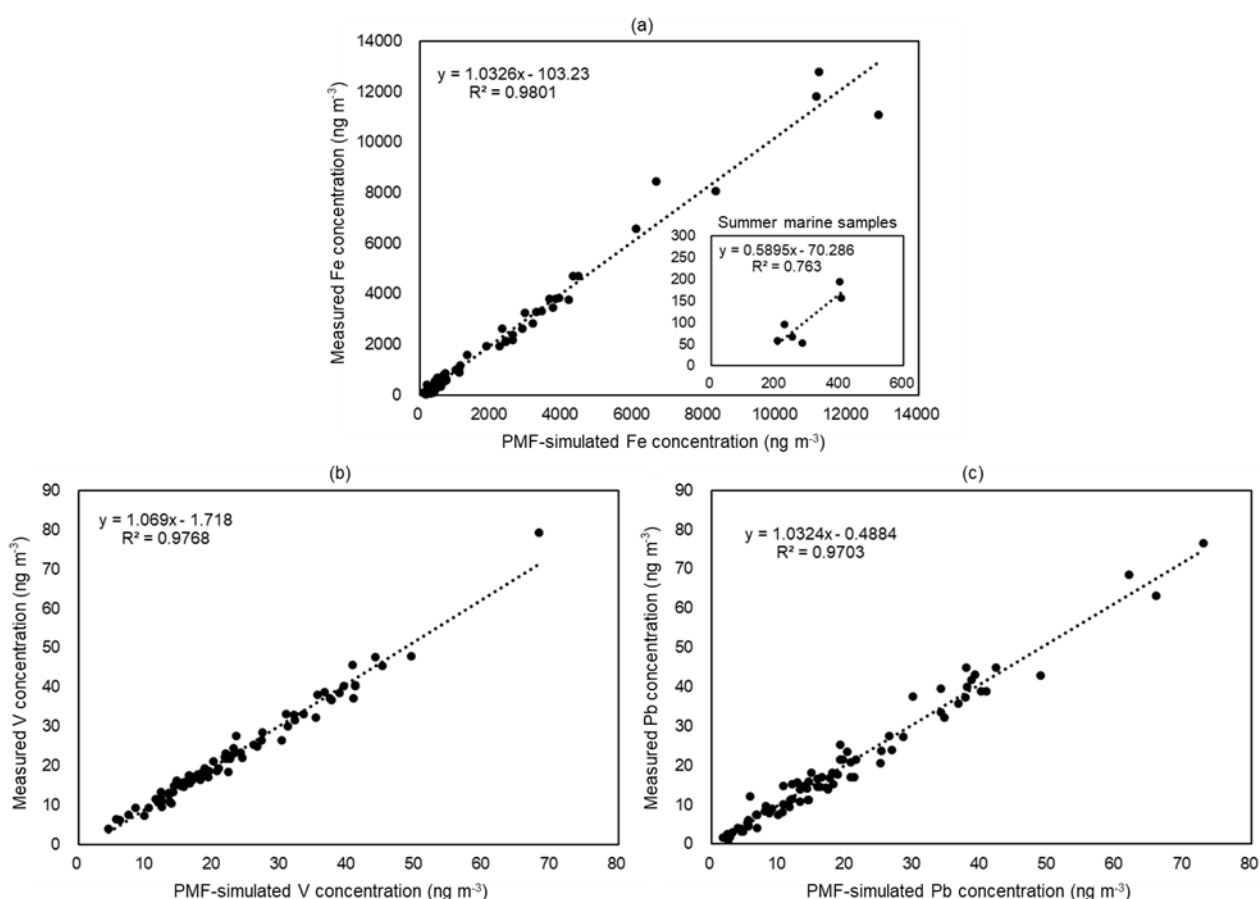 (a)
Measured Fe concentration (ng m⁻³)
14000
12000
10000
8000
6000
4000
2000
0
y = 1.0326x - 103.23
R² = 0.9801
Summer marine samples
300
250
200
150
100
50
0
y = 0.5895x - 70.286
R² = 0.763
0 200 400 600
0 2000 4000 6000 8000 10000 12000 14000
PMF-simulated Fe concentration (ng m⁻³)
(b)
Measured V concentration (ng m⁻³)
90
80
70
60
50
40
30
20
10
0
y = 1.069x - 1.718
R² = 0.9768
0 10 20 30 40 50 60 70 80
PMF-simulated V concentration (ng m⁻³)
(c)
Measured Pb concentration (ng m⁻³)
90
80
70
60
50
40
30
20
10
0
y = 1.0324x - 0.4884
R² = 0.9703
0 10 20 30 40 50 60 70 80
PMF-simulated Pb concentration (ng m⁻³)